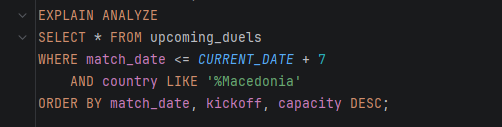 EXPLAIN ANALYZE
SELECT * FROM upcoming_duels
WHERE match_date <= CURRENT_DATE + 7
    AND country LIKE '%Macedonia'
ORDER BY match_date, kickoff, capacity DESC;